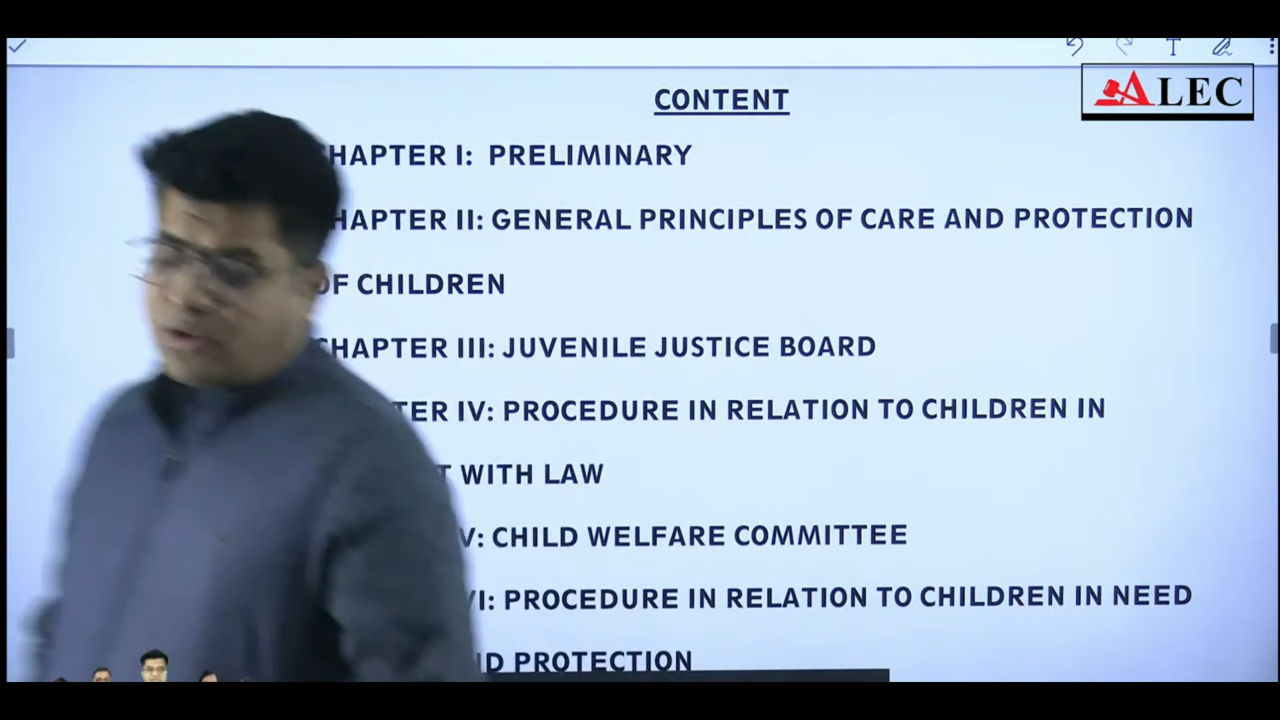 CONTENT
ALEC
HAPTER I: PRELIMINARY
HAPTER II: GENERAL PRINCIPLES OF CARE AND PROTECTION
OF CHILDREN
CHAPTER III: JUVENILE JUSTICE BOARD
TER IV: PROCEDURE IN RELATION TO CHILDREN IN
T WITH LAW
V: CHILD WELFARE COMMITTEE
VI: PROCEDURE IN RELATION TO CHILDREN IN NEED
D PROTECTION